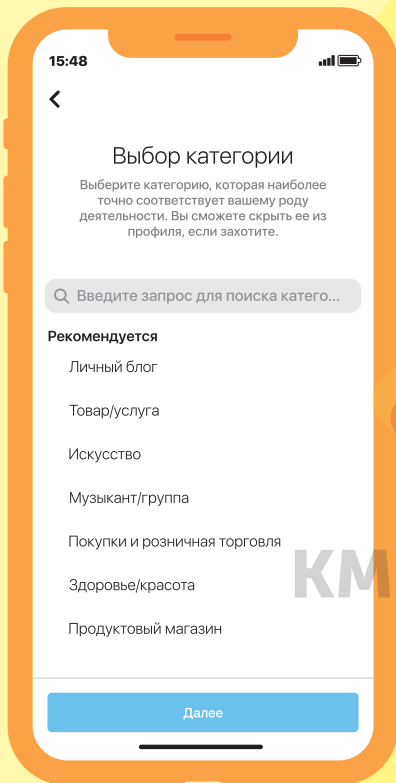 15:48
Выбор категории
Выберите категорию, которая наиболее
точно соответствует вашему роду
деятельности. Вы сможете скрыть ее из
профиля, если захотите.
Введите запрос для поиска катего...
Рекомендуется
Личный блог
Товар/услуга
Искусство
Музыкант/группа
Покупки и розничная торговля
КМ
Здоровье/красота
Продуктовый магазин
Далее